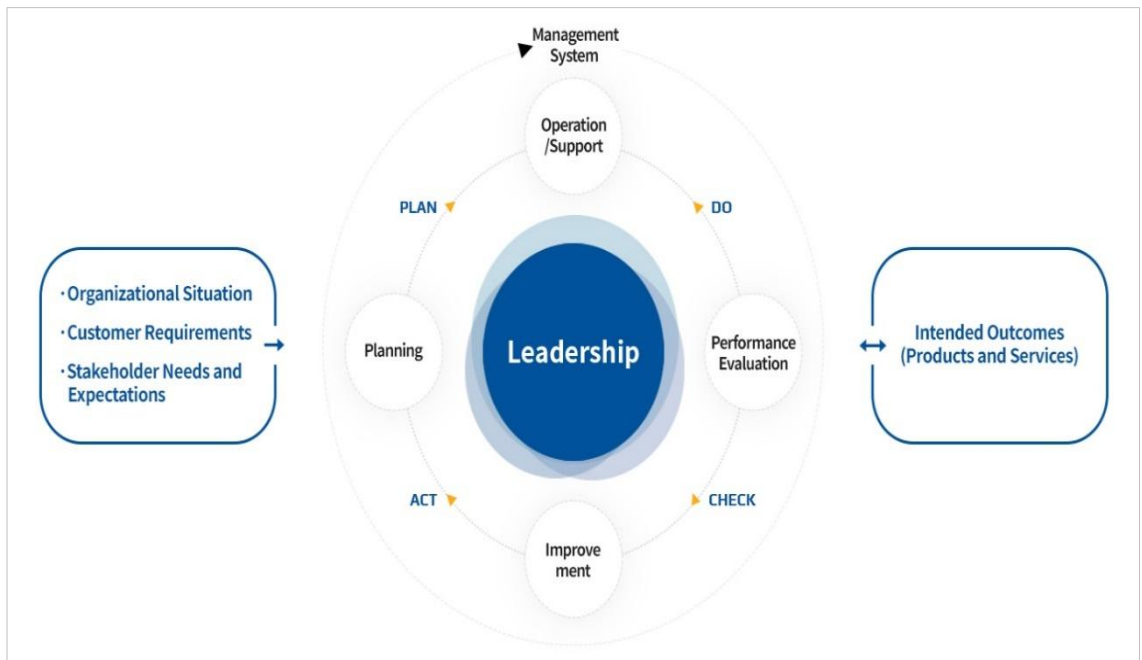 Management
System
Operation
/Support
PLAN
DO
· Organizational Situation
· Customer Requirements
· Stakeholder Needs and
Expectations
Planning
Leadership
Performance
Evaluation
Intended Outcomes
(Products and Services)
ACT
CHECK
Improve
ment